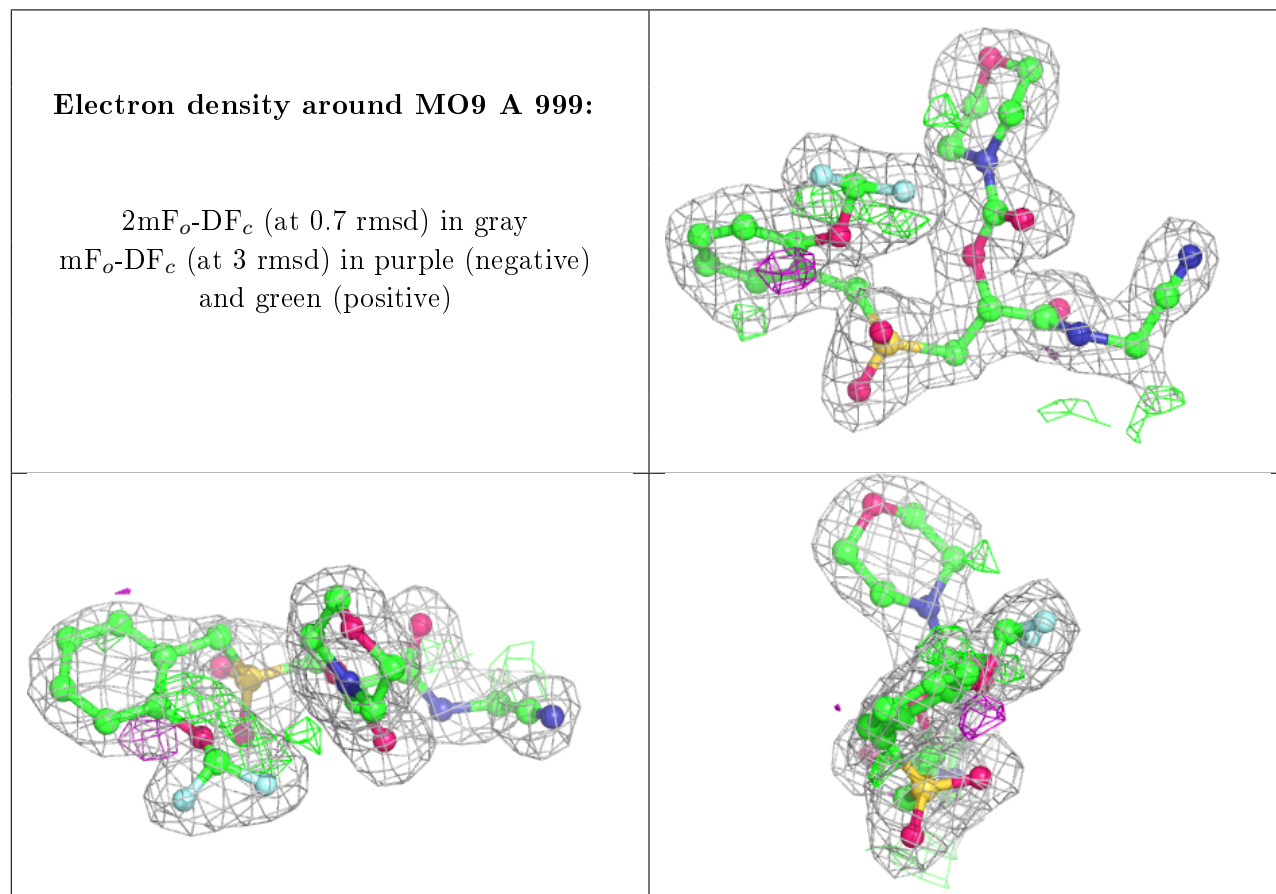 Electron density around MO9 A 999:
2mFo-DFc (at 0.7 rmsd) in gray
mFo-DFc (at 3 rmsd) in purple (negative)
and green (positive)